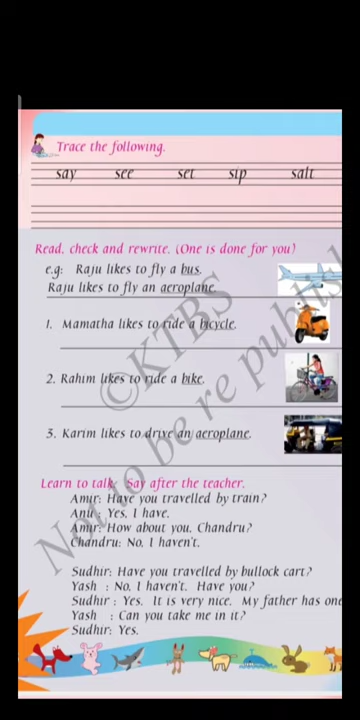 Trace the following.
say see set sip salt
Read, check and rewrite. (One is done for you)
e.g: Raju likes to fly a bus.
Raju likes to fly an aeroplane.
1. Mamatha likes to ride a bicycle.
2. Rahim likes to ride a bike.
3. Karim likes to drive an aeroplane.
Learn to talk. Say after the teacher.
Amir: Have you travelled by train?
Anu : Yes, I have.
Amir: How about you, Chandru?
Chandru: No, I haven't.
Sudhir: Have you travelled by bullock cart?
Yash : No, I haven't. Have you?
Sudhir : Yes. It is very nice. My father has one
Yash : Can you take me in it?
Sudhir: Yes.
©KTBS
Not to be re publish